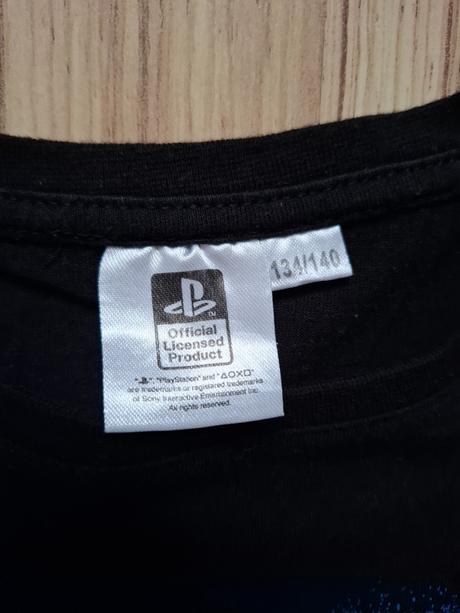 134/140
Official
Licensed
Product
"", "PlayStation" and "△○X□"
are trademarks or registered trademarks
of Sony Interactive Entertainment Inc.
All rights reserved.